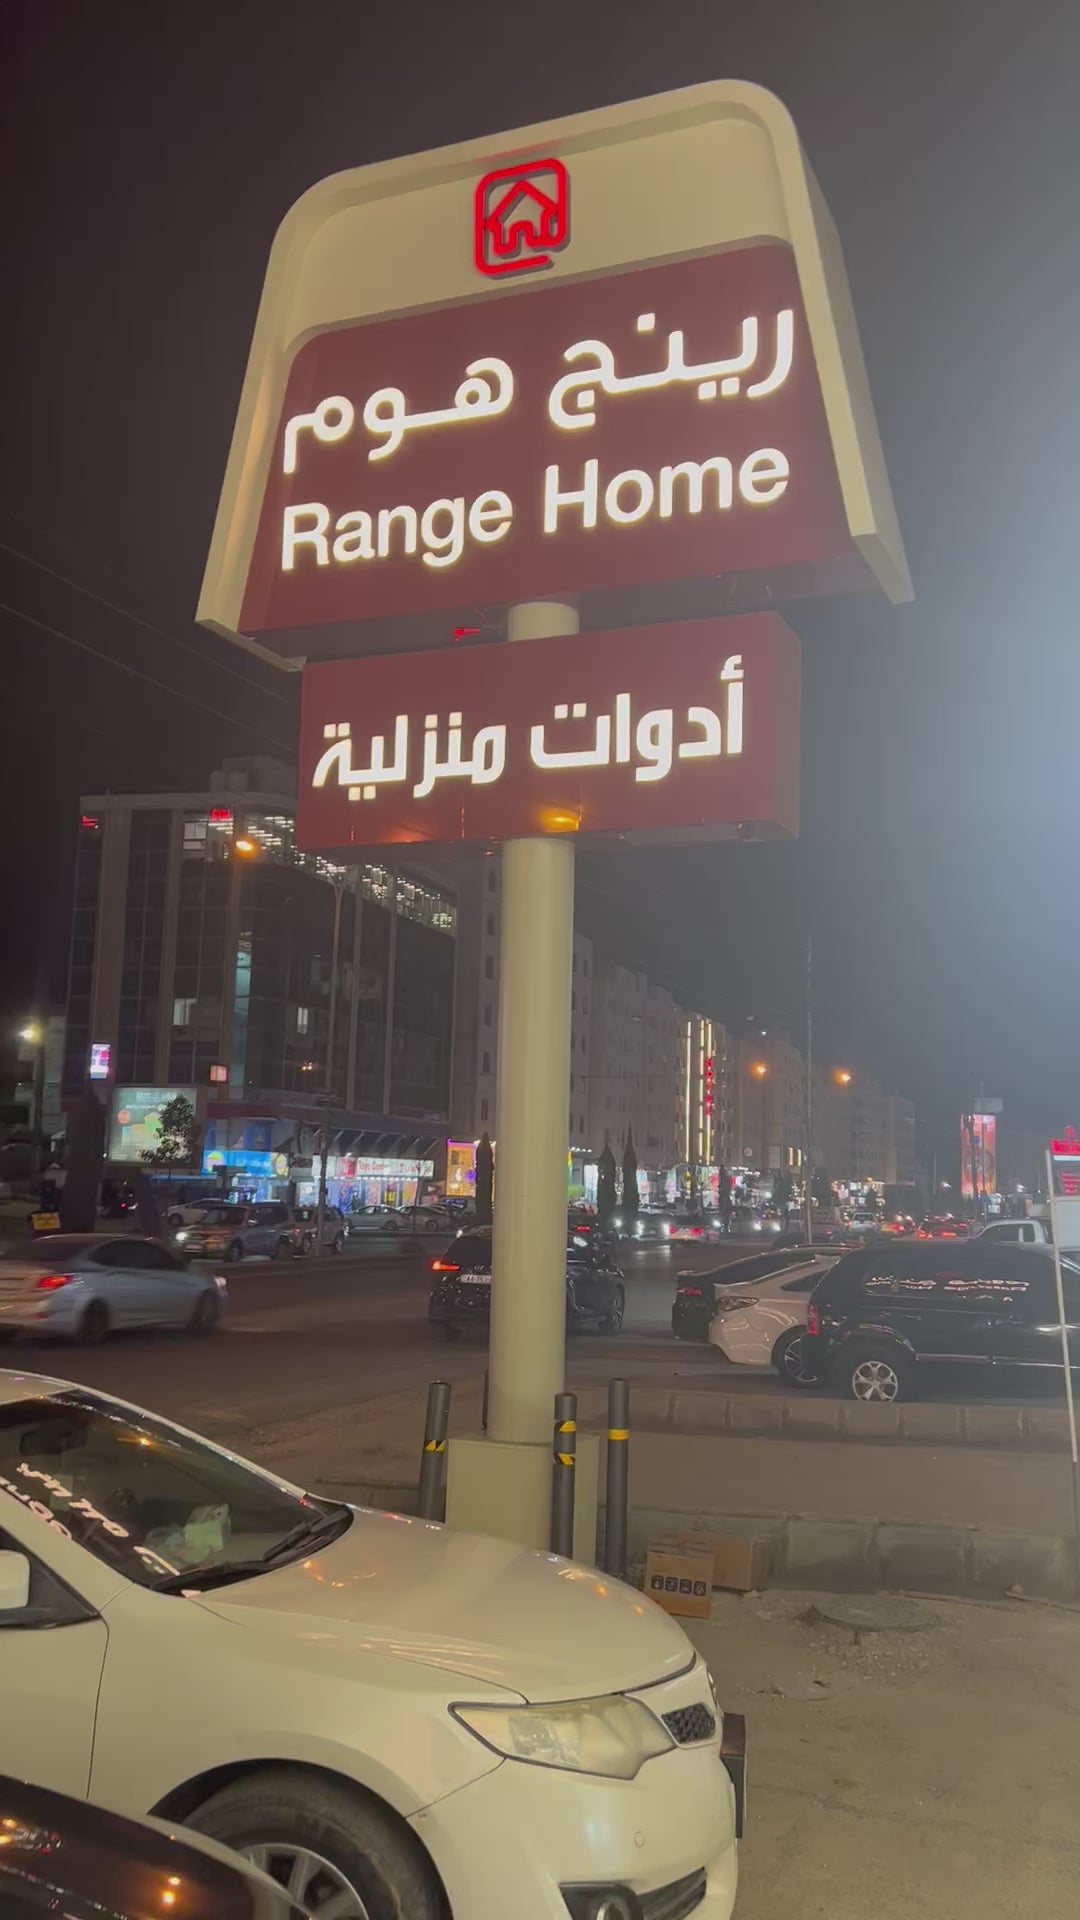 رينج هوم
Range Home
أدوات منزلية